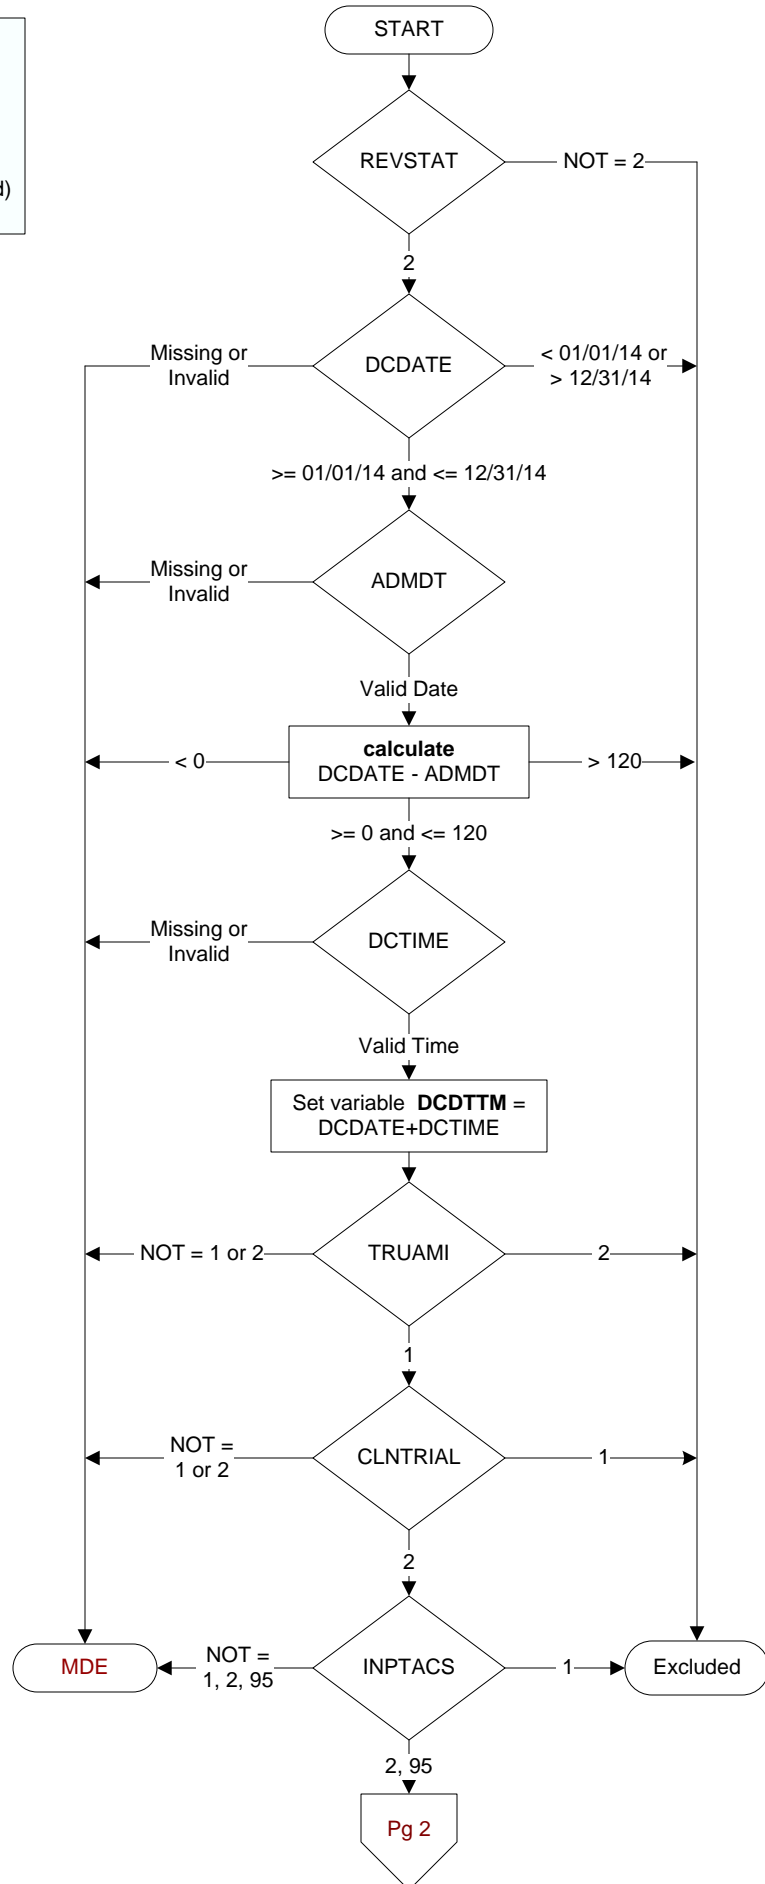 START
d)
REVSTAT
NOT = 2
2
Missing or
Invalid
DCDATE
< 01/01/14 or
> 12/31/14
>= 01/01/14 and <= 12/31/14
Missing or
Invalid
ADMDT
Valid Date
< 0
calculate
DCDATE - ADMDT
> 120
>= 0 and <= 120
Missing or
Invalid
DCTIME
Valid Time
Set variable DCDTTM =
DCDATE+DCTIME
NOT = 1 or 2
TRUAMI
2
1
NOT =
1 or 2
CLNTRIAL
1
2
MDE
NOT =
1, 2, 95
INPTACS
1
Excluded
2, 95
Pg 2